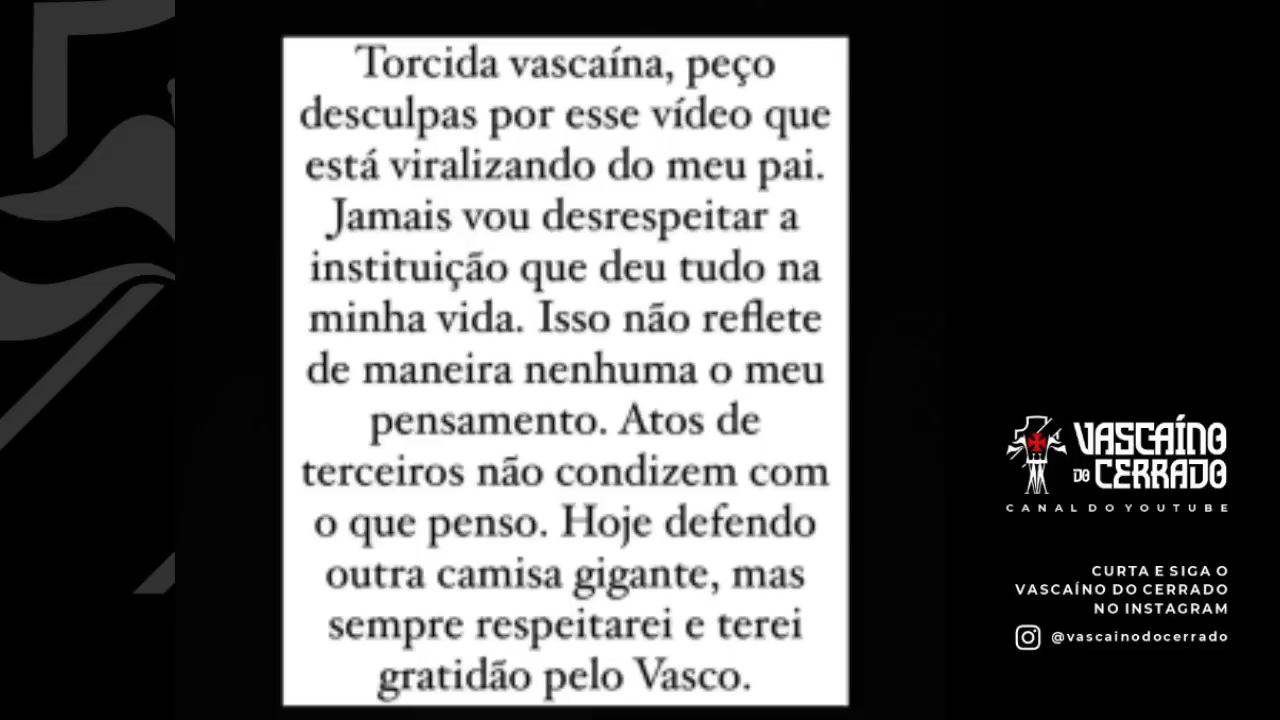 Torcida vascaína, peço
desculpas por esse vídeo que
está viralizando do meu pai.
Jamais vou desrespeitar a
instituição que deu tudo na
minha vida. Isso não reflete
de maneira nenhuma o meu
pensamento. Atos de
terceiros não condizem com
o que penso. Hoje defendo
outra camisa gigante, mas
sempre respeitarei e terei
gratidão pelo Vasco.
VASCAÍNO
DO CERRADO
CANAL DO YOUTUBE
CURTA E SIGA O
VASCAÍNO DO CERRADO
NO INSTAGRAM
@vascainodocerrado